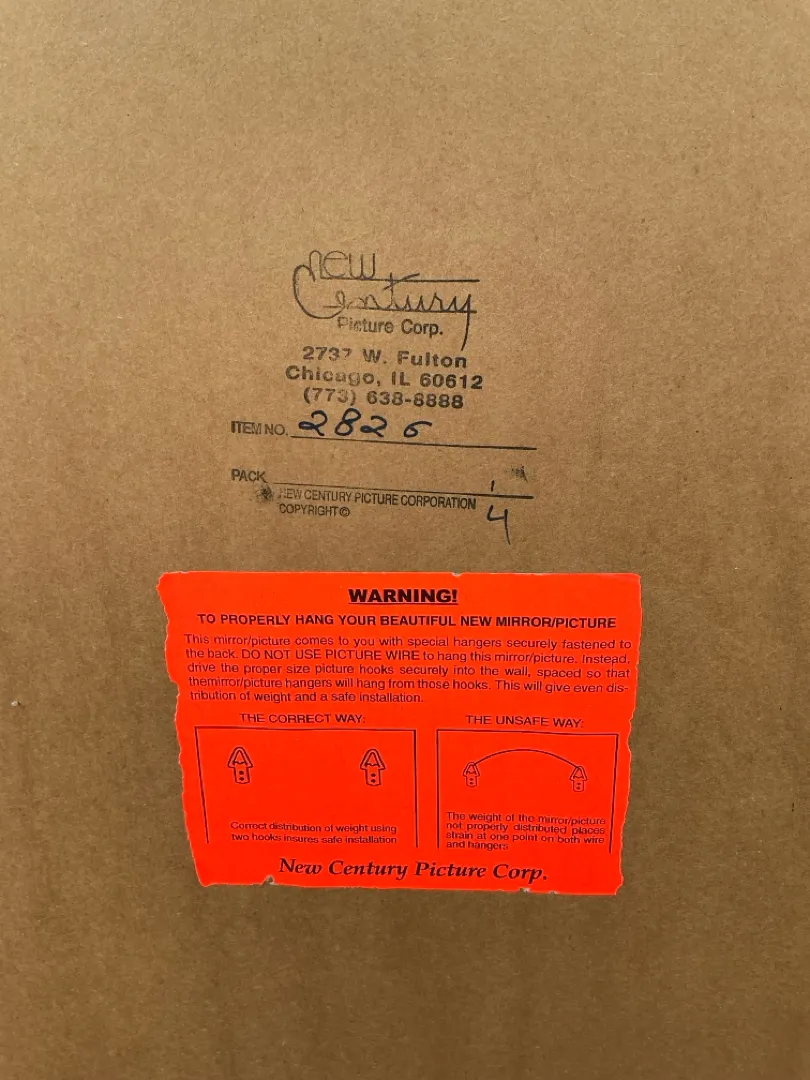 new
Century
Picture Corp.
2737 W. Fulton
Chicago, IL 60612
(773) 638-8888
ITEM NO. 2826
PACK 1
NEW CENTURY PICTURE CORPORATION
COPYRIGHT © 4
WARNING!
TO PROPERLY HANG YOUR BEAUTIFUL NEW MIRROR/PICTURE
This mirror/picture comes to you with special hangers securely fastened to
the back. DO NOT USE PICTURE WIRE to hang this mirror/picture. Instead,
drive the proper size picture hooks securely into the wall, spaced so that
themirror/picture hangers will hang from those hooks. This will give even dis-
tribution of weight and a safe installation.
THE CORRECT WAY:
Correct distribution of weight using
two hooks insures safe installation
THE UNSAFE WAY:
The weight of the mirror/picture
not properly distributed places
strain at one point on both wire
and hangers
New Century Picture Corp.